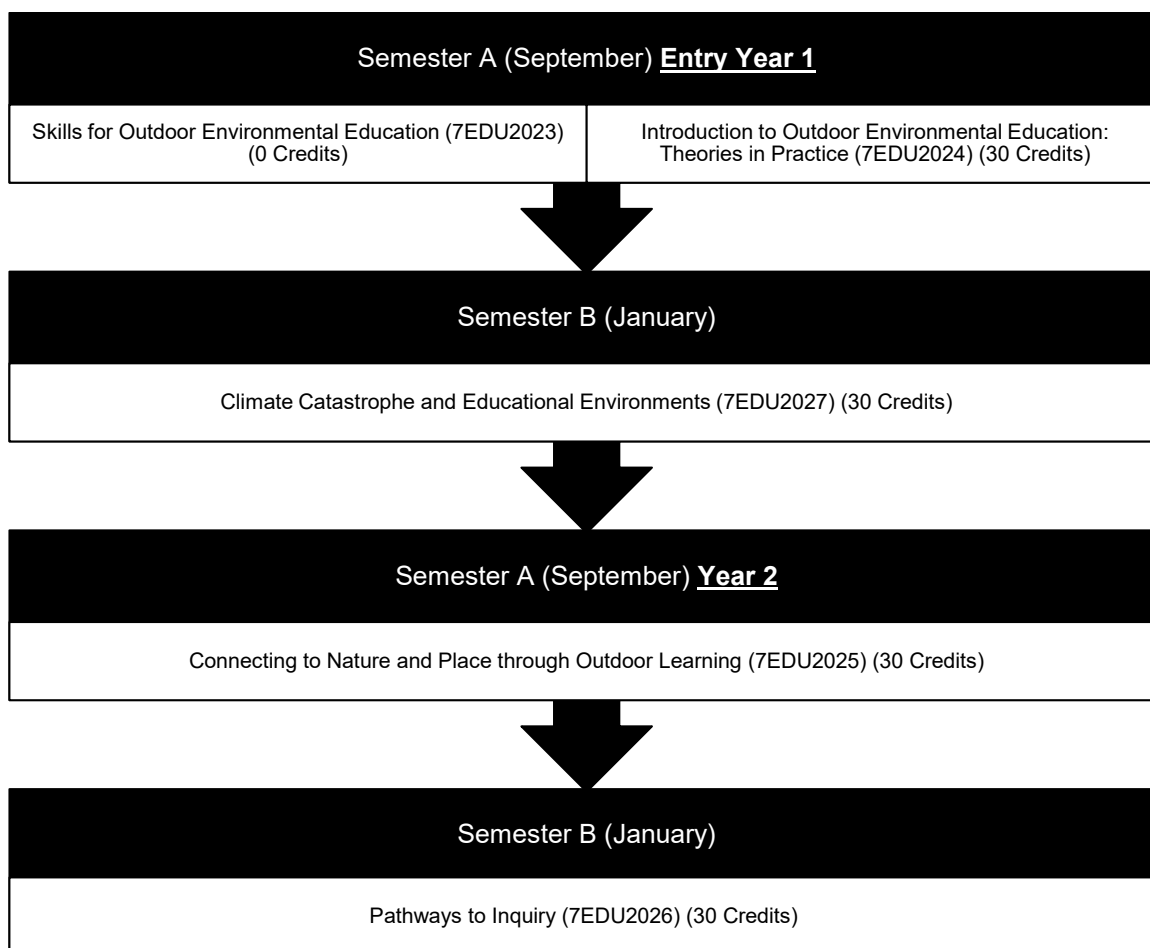 Semester A (September) Entry Year 1
Skills for Outdoor Environmental Education (7EDU2023)
(0 Credits)
Introduction to Outdoor Environmental Education:
Theories in Practice (7EDU2024) (30 Credits)
Semester B (January)
Climate Catastrophe and Educational Environments (7EDU2027) (30 Credits)
Semester A (September) Year 2
Connecting to Nature and Place through Outdoor Learning (7EDU2025) (30 Credits)
Semester B (January)
Pathways to Inquiry (7EDU2026) (30 Credits)